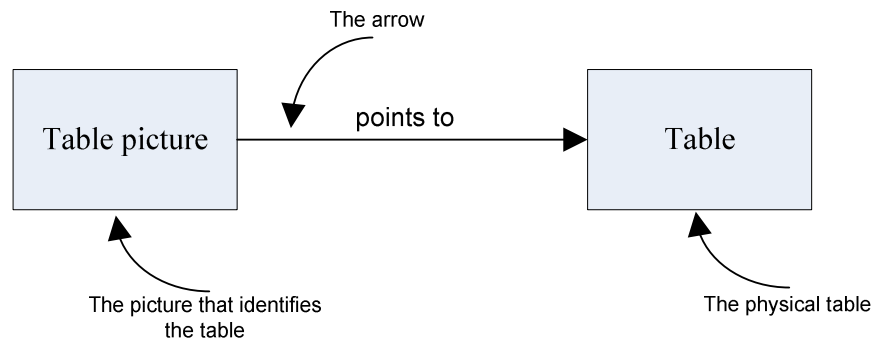 The arrow
Table picture
points to
Table
The picture that identifies
the table
The physical table